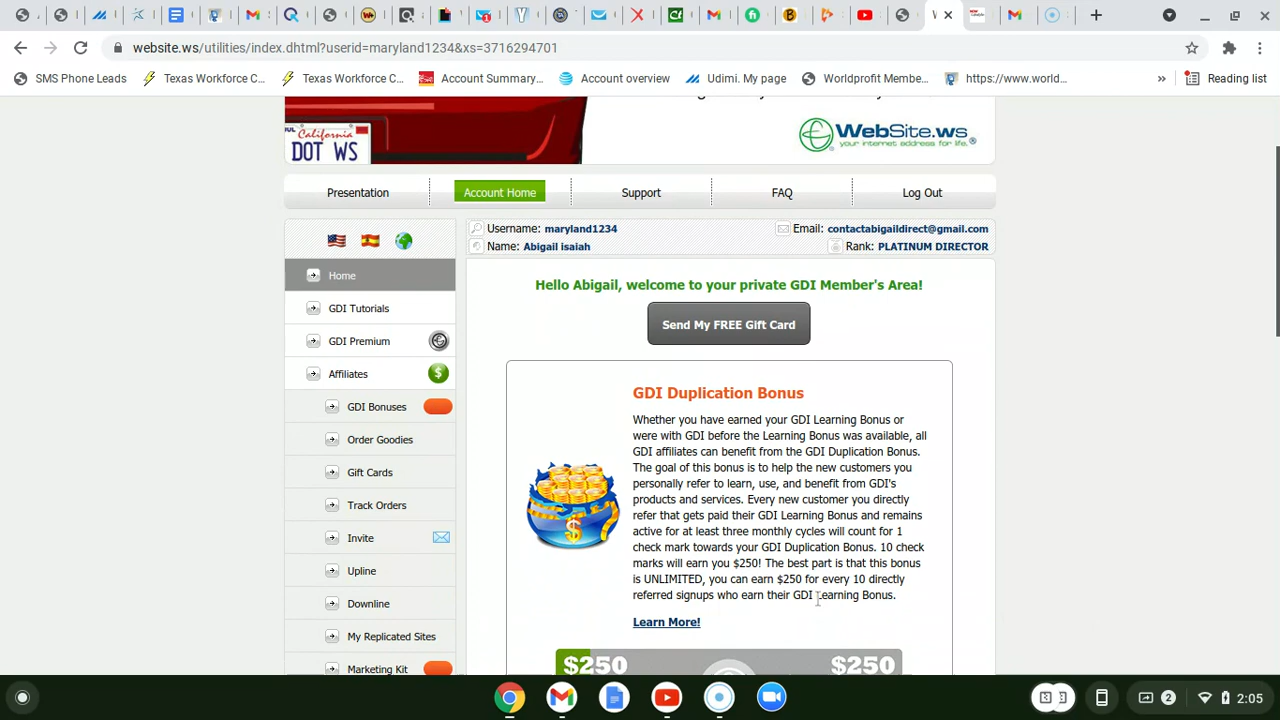 website.ws/utilities/index.dhtml?userid=maryland1234&xs=3716294701
SMS Phone Leads
Texas Workforce C...
Texas Workforce C...
Account Summary...
Account overview
Udimi. My page
Worldprofit Membe...
https://www.world...
»
Reading list
California
DOT WS
WebSite.ws
your internet address for life.
Presentation
Account Home
Support
FAQ
Log Out
Username: maryland1234
Email: contactabigaildirect@gmail.com
Name: Abigail isaiah
Rank: PLATINUM DIRECTOR
Home
GDI Tutorials
GDI Premium
Affiliates
GDI Bonuses
Order Goodies
Gift Cards
Track Orders
Invite
Upline
Downline
My Replicated Sites
Marketing Kit
Hello Abigail, welcome to your private GDI Member's Area!
Send My FREE Gift Card
GDI Duplication Bonus
Whether you have earned your GDI Learning Bonus or
were with GDI before the Learning Bonus was available, all
GDI affiliates can benefit from the GDI Duplication Bonus.
The goal of this bonus is to help the new customers you
personally refer to learn, use, and benefit from GDI's
products and services. Every new customer you directly
refer that gets paid their GDI Learning Bonus and remains
active for at least three monthly cycles will count for 1
check mark towards your GDI Duplication Bonus. 10 check
marks will earn you $250! The best part is that this bonus
is UNLIMITED, you can earn $250 for every 10 directly
referred signups who earn their GDI Learning Bonus.
Learn More!
$250 $250
2 2:05